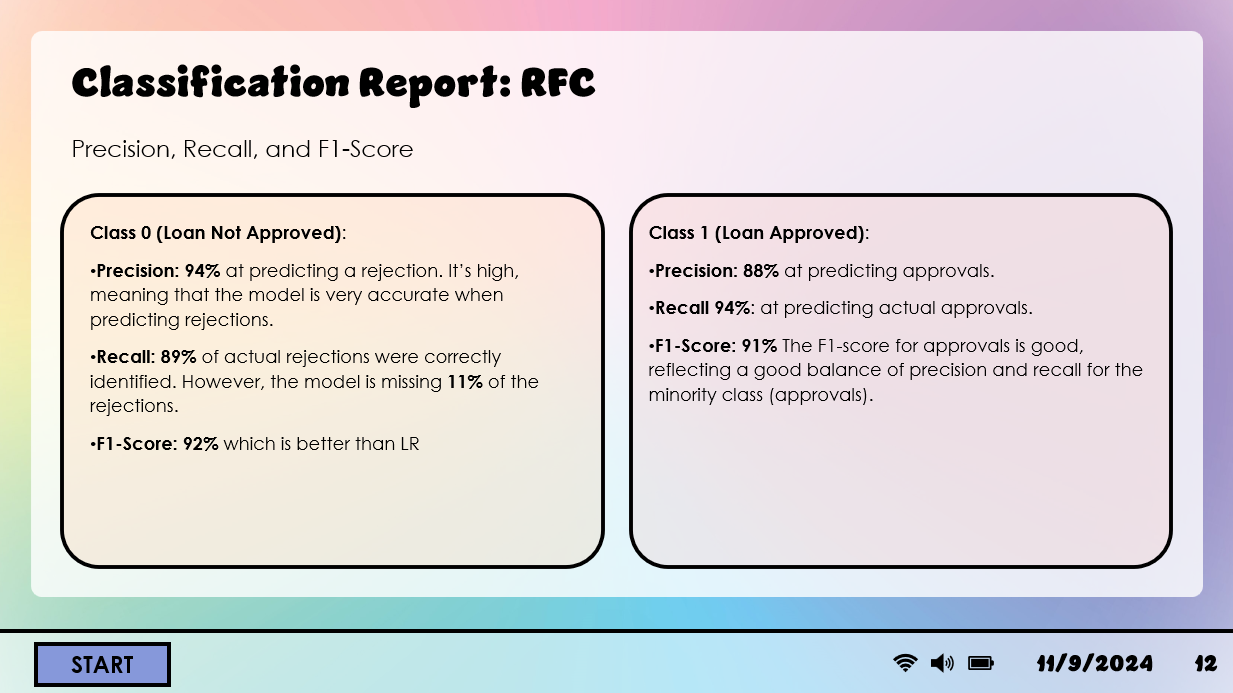 Classification Report: RFC
Precision, Recall, and F1-Score
Class 0 (Loan Not Approved):
•Precision: 94% at predicting a rejection. It's high,
meaning that the model is very accurate when
predicting rejections.
•Recall: 89% of actual rejections were correctly
identified. However, the model is missing 11% of the
rejections.
•F1-Score: 92% which is better than LR
Class 1 (Loan Approved):
•Precision: 88% at predicting approvals.
•Recall 94%: at predicting actual approvals.
•F1-Score: 91% The F1-score for approvals is good,
reflecting a good balance of precision and recall for the
minority class (approvals).
START
11/9/2024
12